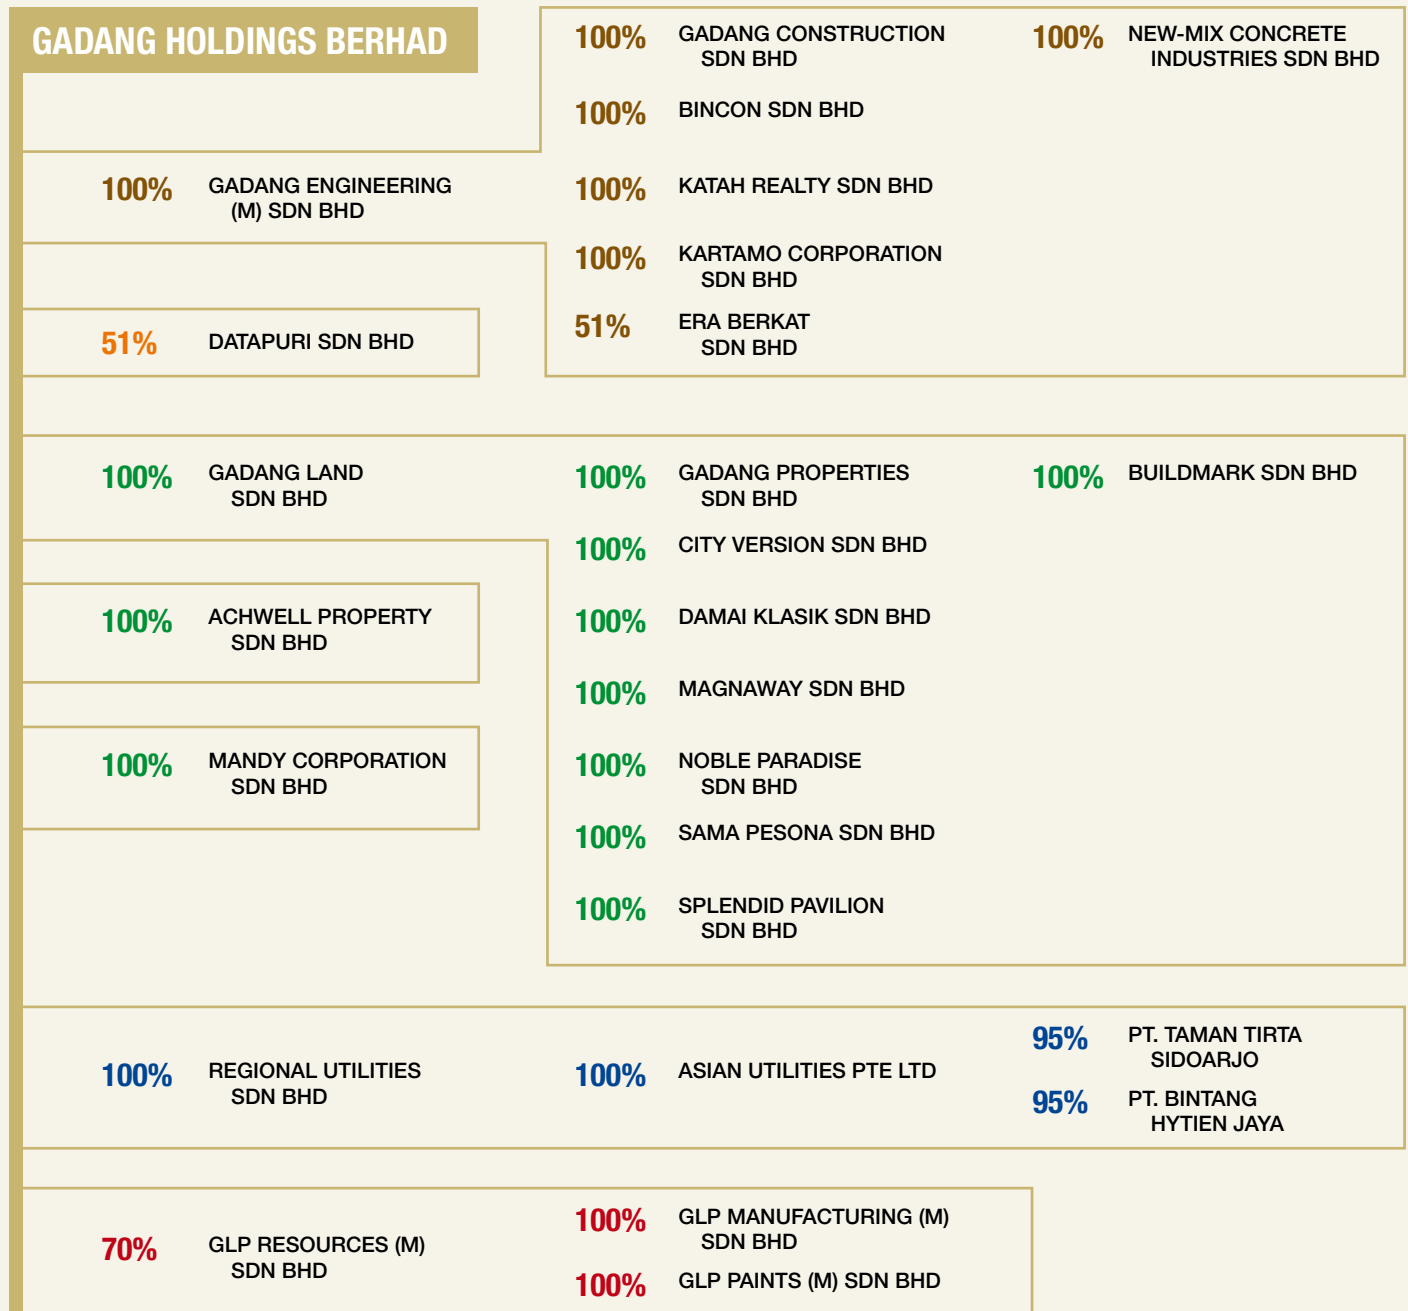 GADANG HOLDINGS BERHAD
100% GADANG CONSTRUCTION
SDN BHD
100% NEW-MIX CONCRETE
INDUSTRIES SDN BHD
100% BINCON SDN BHD
100% GADANG ENGINEERING
(M) SDN BHD
100% KATAH REALTY SDN BHD
100% KARTAMO CORPORATION
SDN BHD
51% ERA BERKAT
SDN BHD
51% DATAPURI SDN BHD
100% GADANG LAND
SDN BHD
100% GADANG PROPERTIES
SDN BHD
100% BUILDMARK SDN BHD
100% CITY VERSION SDN BHD
100% ACHWELL PROPERTY
SDN BHD
100% DAMAI KLASIK SDN BHD
100% MAGNAWAY SDN BHD
100% MANDY CORPORATION
SDN BHD
100% NOBLE PARADISE
SDN BHD
100% SAMA PESONA SDN BHD
100% SPLENDID PAVILION
SDN BHD
100% REGIONAL UTILITIES
SDN BHD
100% ASIAN UTILITIES PTE LTD
95% PT. TAMAN TIRTA
SIDOARJO
95% PT. BINTANG
HYTIEN JAYA
70% GLP RESOURCES (M)
SDN BHD
100% GLP MANUFACTURING (M)
SDN BHD
100% GLP PAINTS (M) SDN BHD